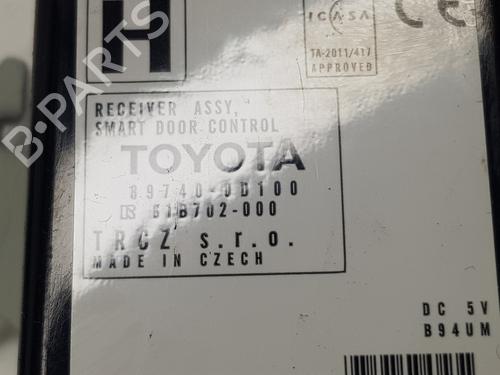 H
ICASA
TA-2011/417
APPROVED
CE
RECEIVER ASSY,
SMART DOOR CONTROL
TOYOTA
89740-0D100
61B702-000
TRCZ s.r.o.
MADE IN CZECH
DC 5V
B94UM
B-PARTS